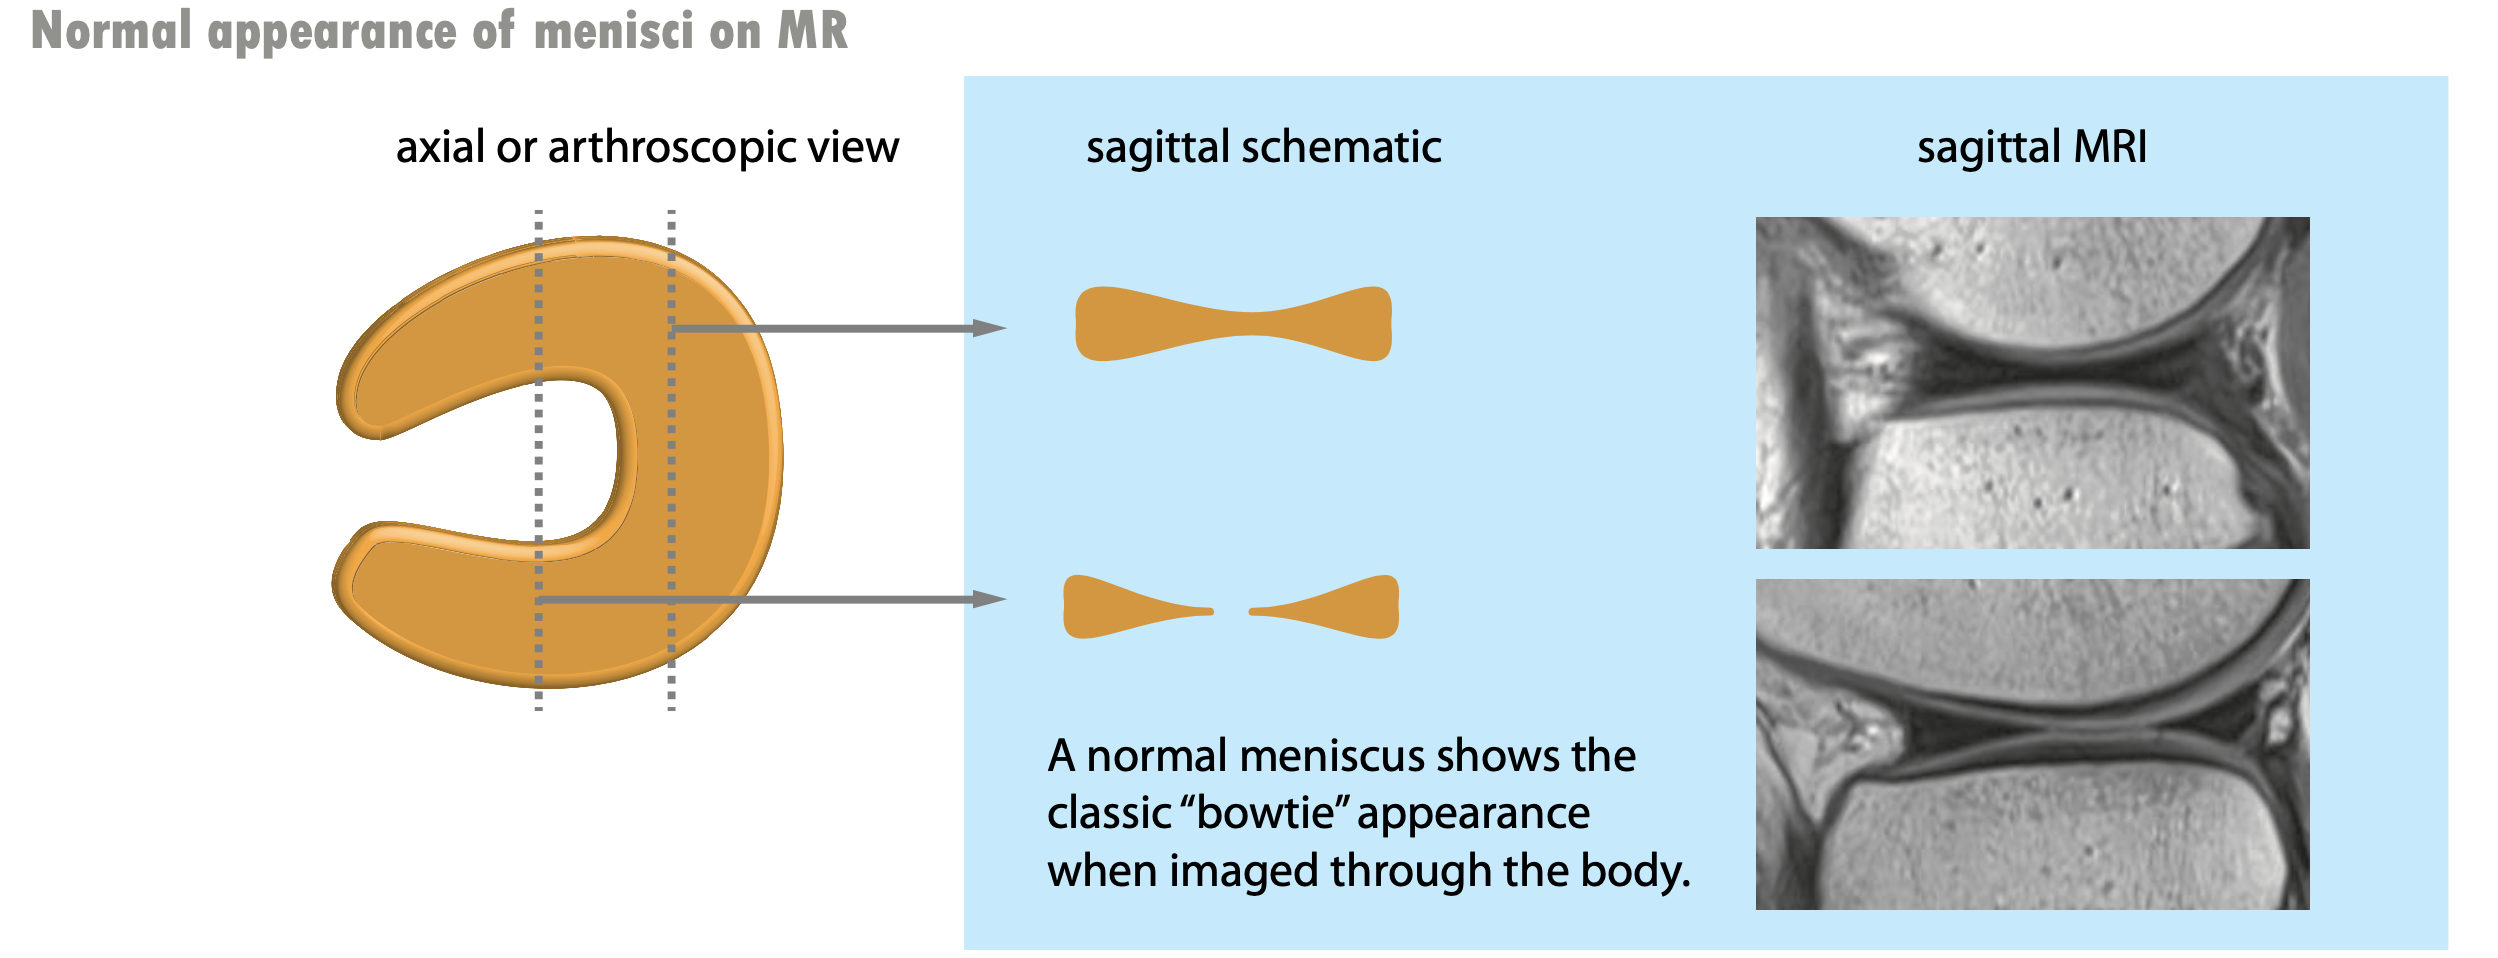 Normal appearance of menisci on MR
axial or arthroscopic view
sagittal schematic
sagittal MRI
A normal meniscus shows the
classic “bowtie” appearance
when imaged through the body.